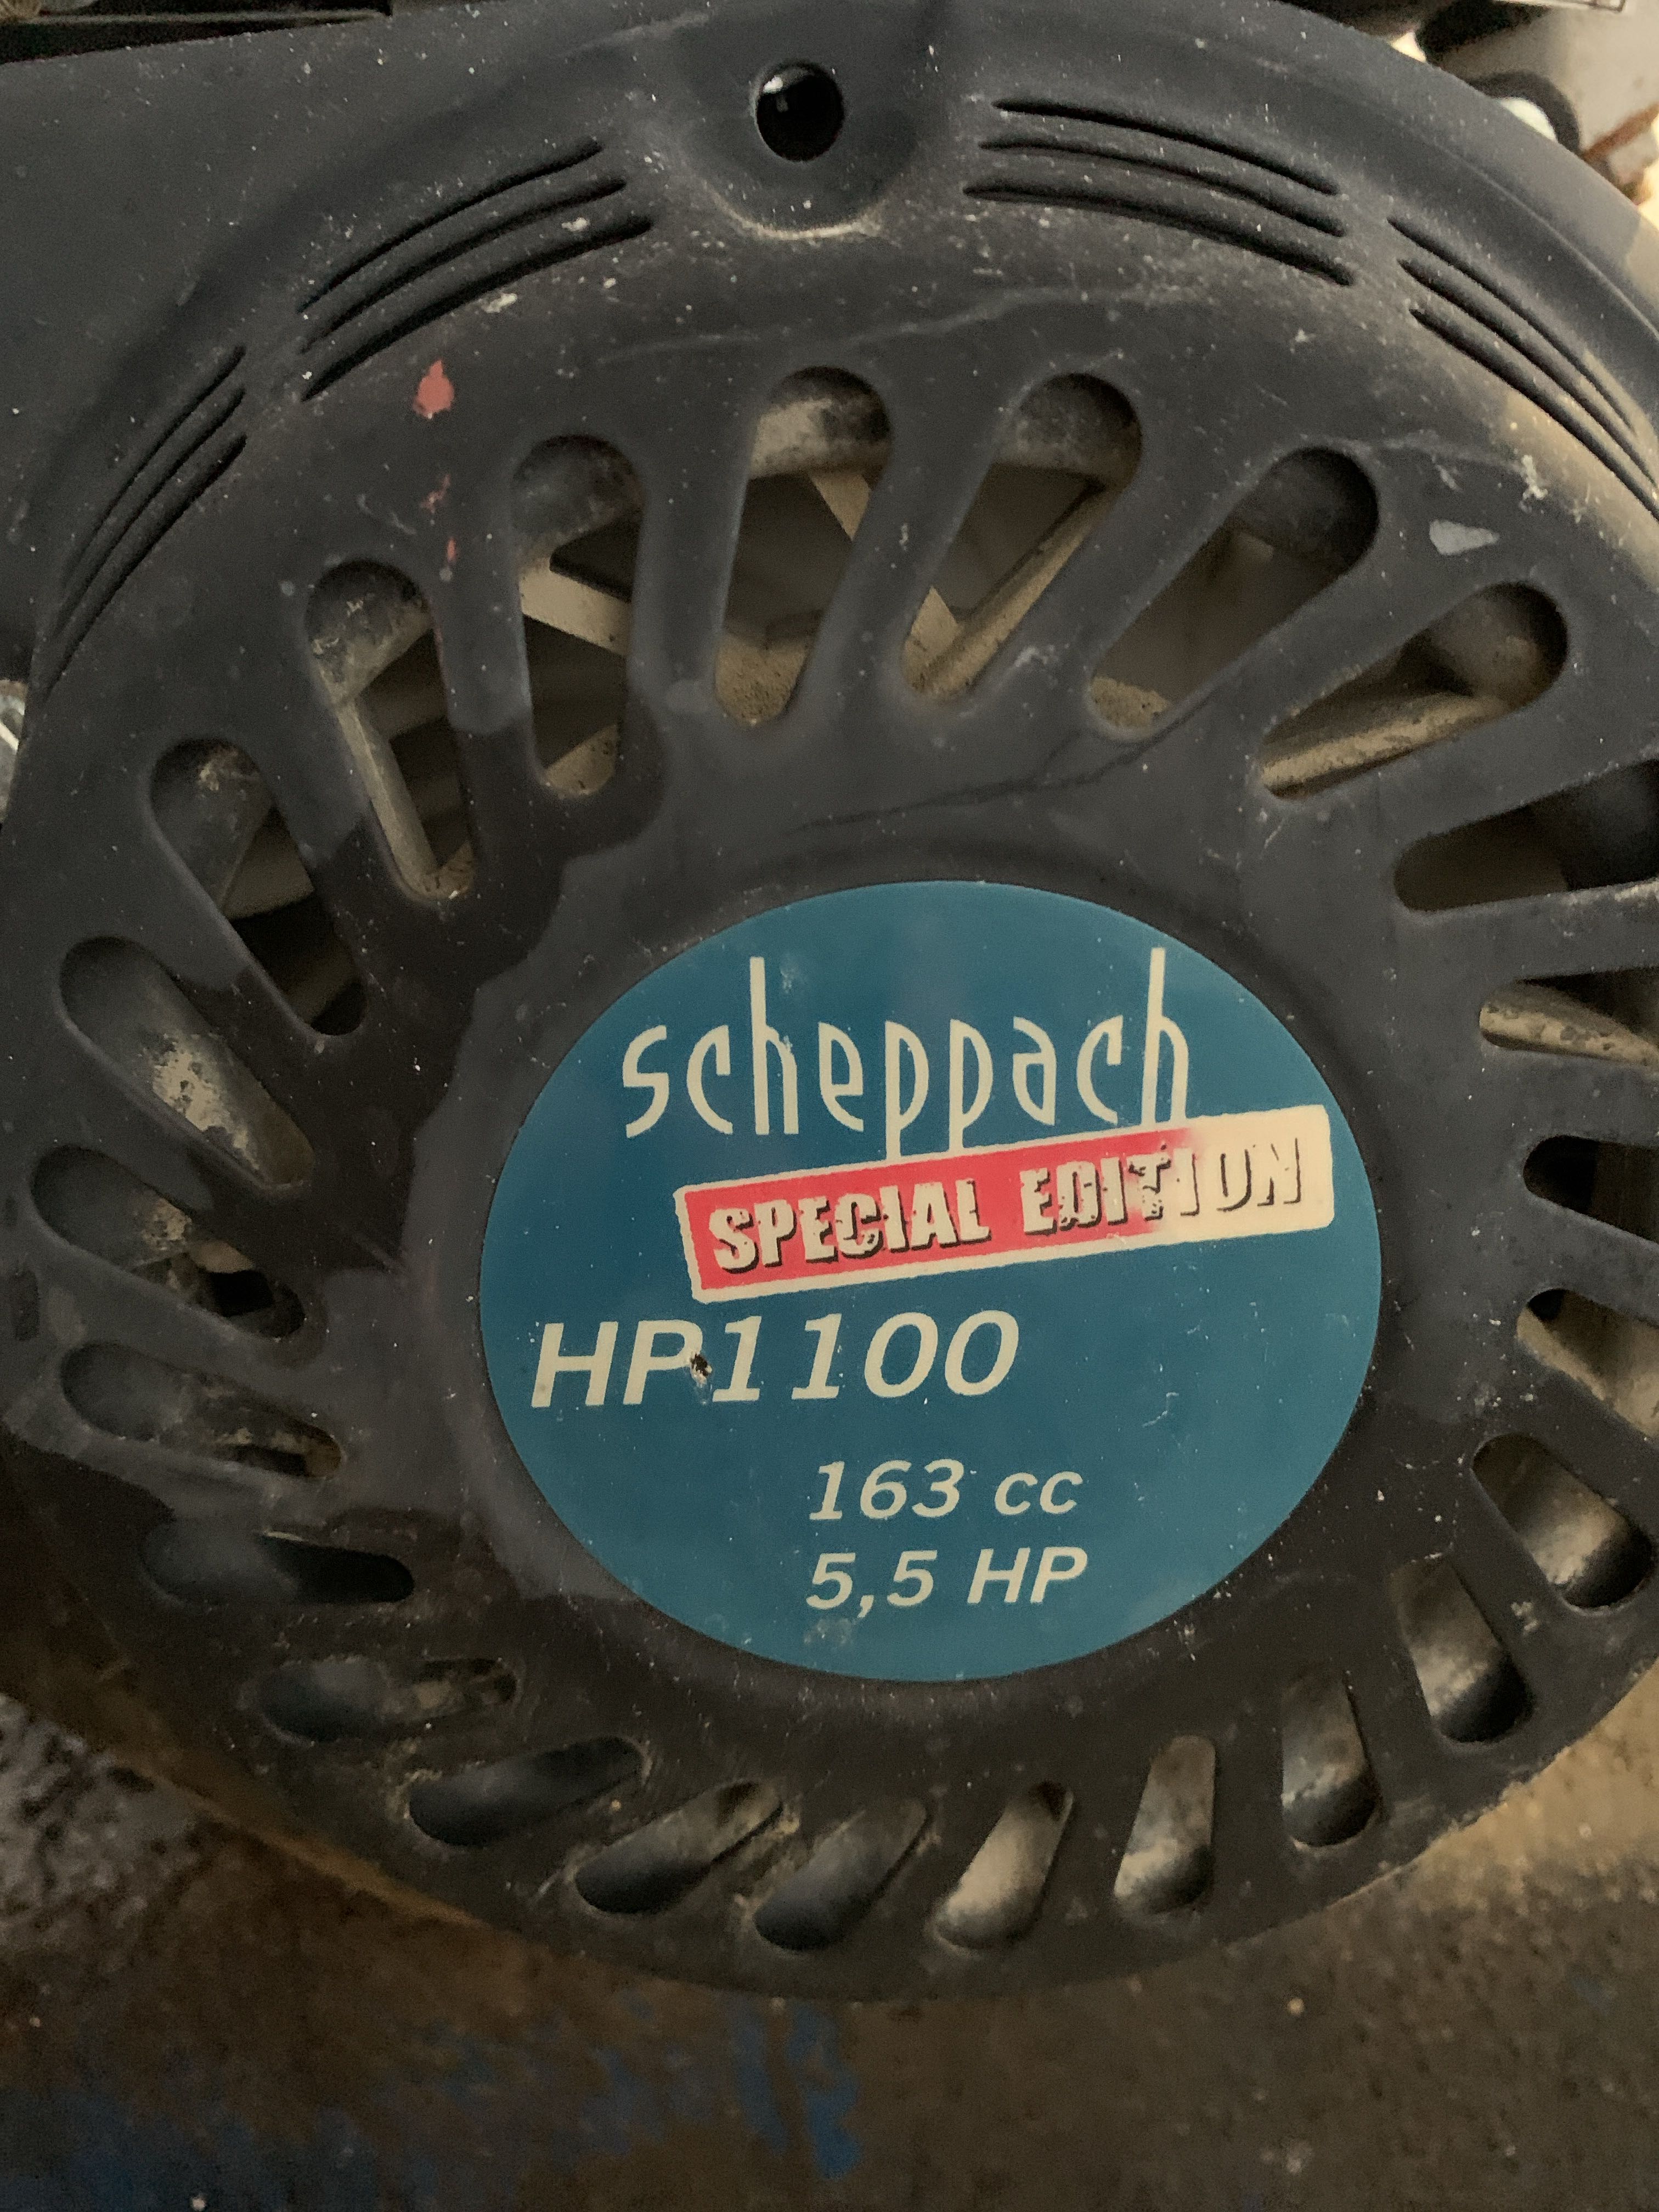 scheppach
SPECIAL EDITION
HP1100
163 cc
5,5 HP